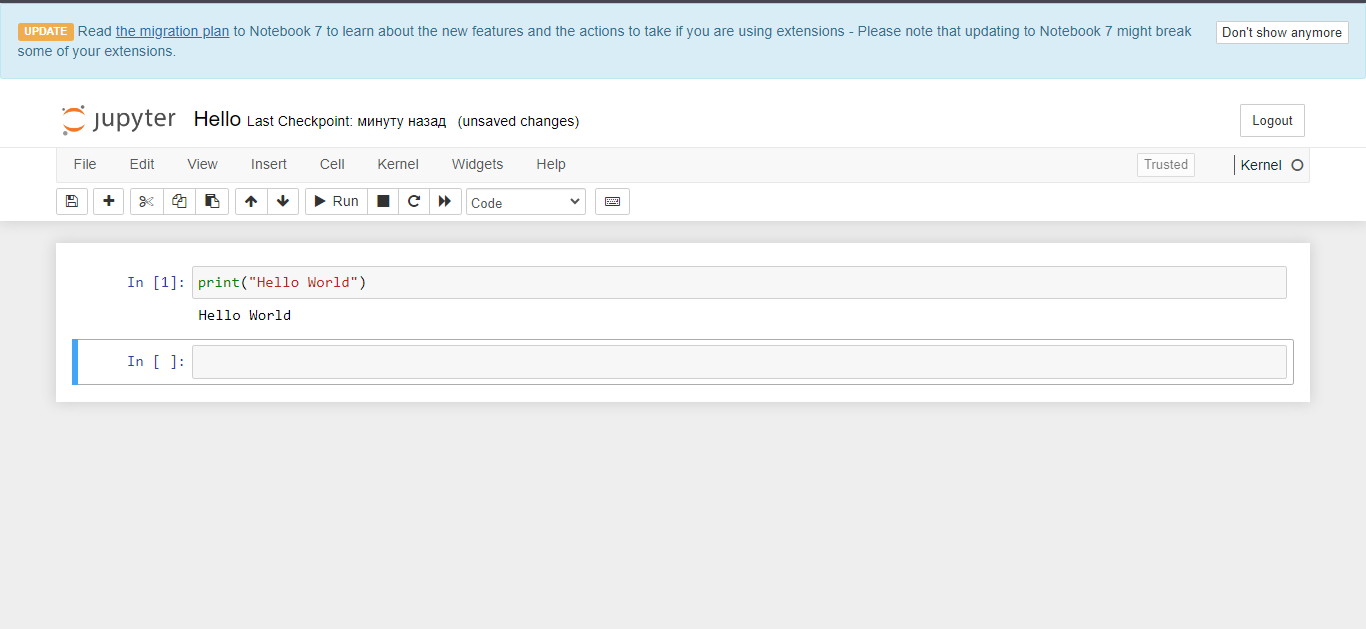 UPDATE Read the migration plan to Notebook 7 to learn about the new features and the actions to take if you are using extensions - Please note that updating to Notebook 7 might break
some of your extensions.
Don't show anymore
jupyter Hello Last Checkpoint: минуту назад (unsaved changes)
Logout
File Edit View Insert Cell Kernel Widgets Help
Trusted
Kernel
Run
Code
In [1]: print("Hello World")
Hello World
In [ ]: